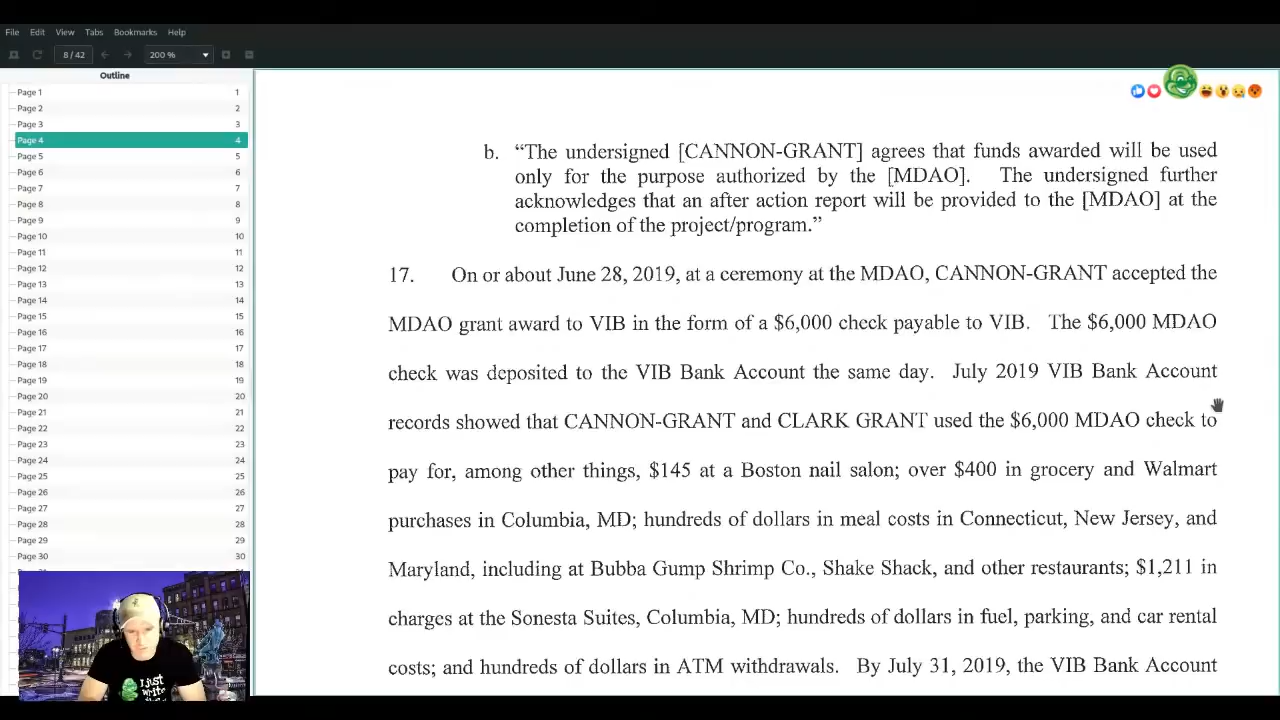 File Edit View Tabs Bookmarks Help
8 / 42 200 %
Outline
Page 1 1
Page 2 2
Page 3 3
Page 4 4
Page 5 5
Page 6 6
Page 7 7
Page 8 8
Page 9 9
Page 10 10
Page 11 11
Page 12 12
Page 13 13
Page 14 14
Page 15 15
Page 16 16
Page 17 17
Page 18 18
Page 19 19
Page 20 20
Page 21 21
Page 22 22
Page 23 23
Page 24 24
Page 25 25
Page 26 26
Page 27 27
Page 28 28
Page 29 29
Page 30 30
b. “The undersigned [CANNON-GRANT] agrees that funds awarded will be used
only for the purpose authorized by the [MDAO]. The undersigned further
acknowledges that an after action report will be provided to the [MDAO] at the
completion of the project/program.”
17. On or about June 28, 2019, at a ceremony at the MDAO, CANNON-GRANT accepted the
MDAO grant award to VIB in the form of a $6,000 check payable to VIB. The $6,000 MDAO
check was deposited to the VIB Bank Account the same day. July 2019 VIB Bank Account
records showed that CANNON-GRANT and CLARK GRANT used the $6,000 MDAO check to
pay for, among other things, $145 at a Boston nail salon; over $400 in grocery and Walmart
purchases in Columbia, MD; hundreds of dollars in meal costs in Connecticut, New Jersey, and
Maryland, including at Bubba Gump Shrimp Co., Shake Shack, and other restaurants; $1,211 in
charges at the Sonesta Suites, Columbia, MD; hundreds of dollars in fuel, parking, and car rental
costs; and hundreds of dollars in ATM withdrawals. By July 31, 2019, the VIB Bank Account
I Just
Write